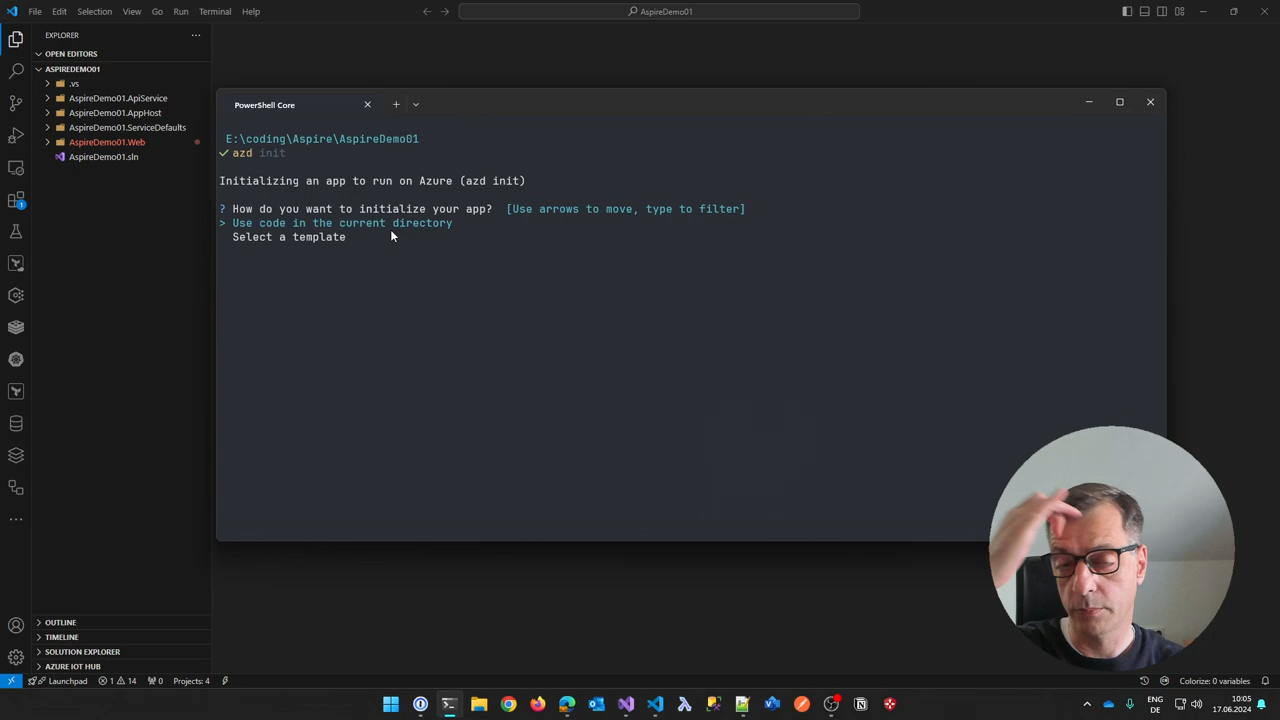 File Edit Selection View Go Run Terminal Help
AspireDemo01
EXPLORER
OPEN EDITORS
ASPIREDEMO01
.vs
AspireDemo01.ApiService
AspireDemo01.AppHost
AspireDemo01.ServiceDefaults
AspireDemo01.Web
AspireDemo01.sln
1
PowerShell Core
E:\coding\Aspire\AspireDemo01
azd init
Initializing an app to run on Azure (azd init)
? How do you want to initialize your app? [Use arrows to move, type to filter]
> Use code in the current directory
Select a template
OUTLINE
TIMELINE
SOLUTION EXPLORER
AZURE IOT HUB
Launchpad 1 14 0 Projects: 4 Colorize: 0 variables
ENG 10:05
DE 17.06.2024